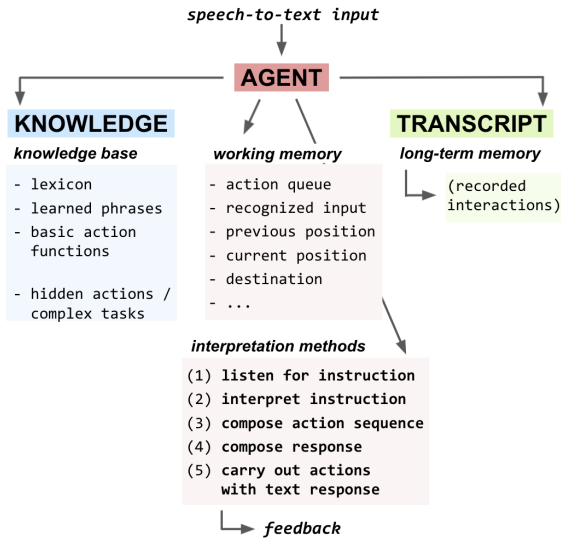 speech-to-text input
AGENT
KNOWLEDGE
knowledge base
- lexicon
- learned phrases
- basic action
functions
- hidden actions /
complex tasks
working memory
- action queue
- recognized input
- previous position
- current position
- destination
- ...
TRANSCRIPT
long-term memory
(recorded
interactions)
interpretation methods
(1) listen for instruction
(2) interpret instruction
(3) compose action sequence
(4) compose response
(5) carry out actions
with text response
feedback